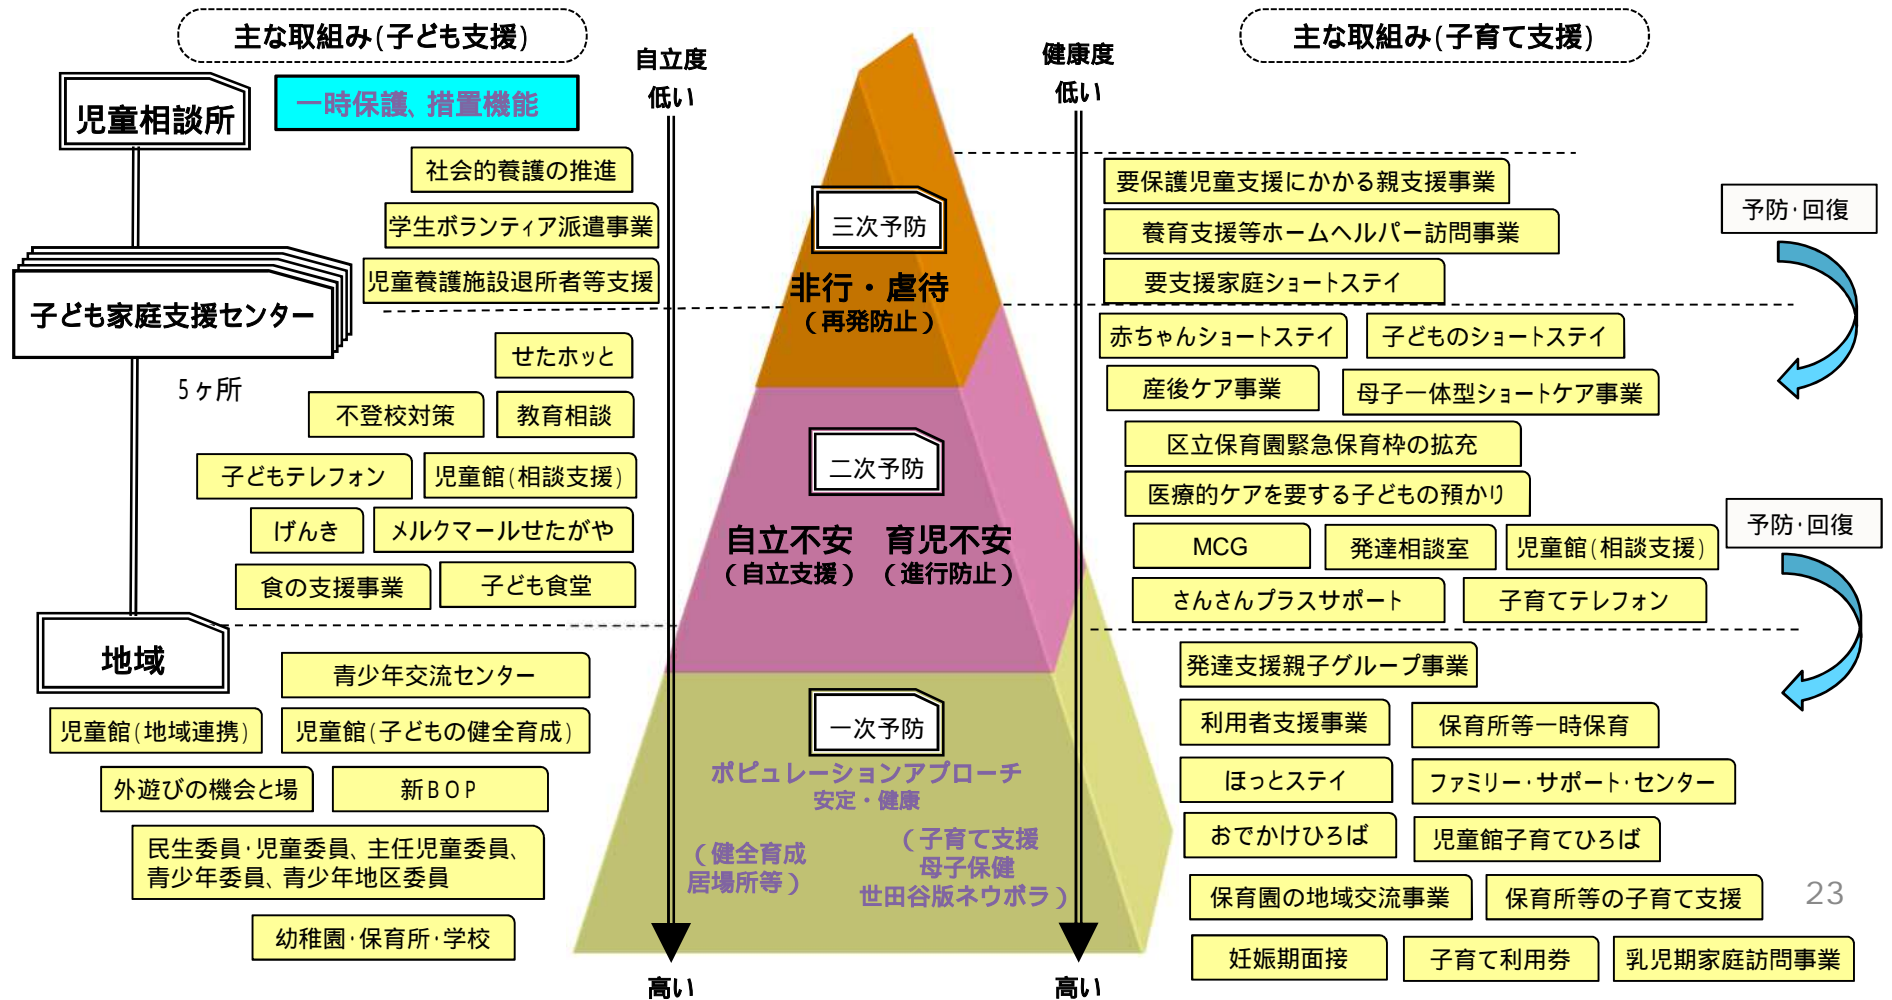 主な取組み(子ども支援)
主な取組み(子育て支援)
自立度
低い
健康度
低い
児童相談所
一時保護、措置機能
社会的養護の推進
学生ボランティア派遣事業
児童養護施設退所者等支援
子ども家庭支援センター
5ヶ所
せたホッと
不登校対策
教育相談
子どもテレフォン
児童館(相談支援)
げんき
メルクマールせたがや
食の支援事業
子ども食堂
地域
青少年交流センター
児童館(地域連携)
児童館(子どもの健全育成)
外遊びの機会と場
新BOP
民生委員・児童委員、主任児童委員、
青少年委員、青少年地区委員
幼稚園・保育所・学校
高い
三次予防
非行・虐待
(再発防止)
二次予防
自立不安 育児不安
(自立支援) (進行防止)
一次予防
ポピュレーションアプローチ
安定・健康
(健全育成
居場所等)
(子育て支援
母子保健
世田谷版ネウボラ)
高い
要保護児童支援にかかる親支援事業
養育支援等ホームヘルパー訪問事業
要支援家庭ショートステイ
予防・回復
赤ちゃんショートステイ
子どものショートステイ
産後ケア事業
母子一体型ショートケア事業
区立保育園緊急保育枠の拡充
医療的ケアを要する子どもの預かり
MCG
発達相談室
児童館(相談支援)
さんさんプラスサポート
子育てテレフォン
予防・回復
発達支援親子グループ事業
利用者支援事業
保育所等一時保育
ほっとステイ
ファミリー・サポート・センター
おでかけひろば
児童館子育てひろば
保育園の地域交流事業
保育所等の子育て支援
妊娠期面接
子育て利用券
乳児期家庭訪問事業
23